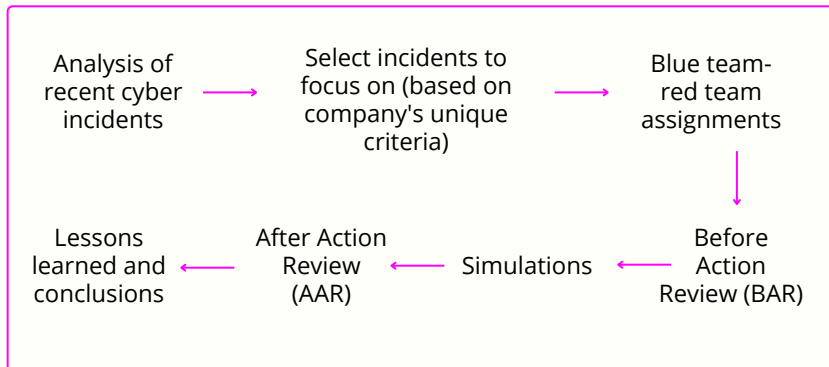 Analysis of
recent cyber
incidents
Select incidents to
focus on (based on
company's unique
criteria)
Blue team-
red team
assignments
Before
Action
Review (BAR)
Simulations
After Action
Review
(AAR)
Lessons
learned and
conclusions